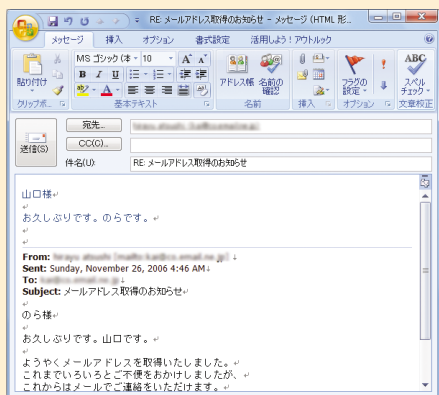 RE: メールアドレス取得のお知らせ - メッセージ (HTML 形...
メッセージ 挿入 オプション 書式設定 活用しよう!アウトルック
MS ゴシック (本 10 A A
貼り付け B I U アドレス帳 名前の確認 フラグの設定 ABC スペルチェック
クリップボ... 基本テキスト 名前 挿入 オプション 文章校正
宛先...
送信(S) CC(C)...
件名(U): RE: メールアドレス取得のお知らせ
山口様
お久しぶりです。のらです。
From:
Sent: Sunday, November 26, 2006 4:46 AM
To:
Subject: メールアドレス取得のお知らせ
のら様
お久しぶりです。山口です。
ようやくメールアドレスを取得いたしました。
これまでいろいろとご不便をおかけしましたが、
これからはメールでご連絡をいただけます。